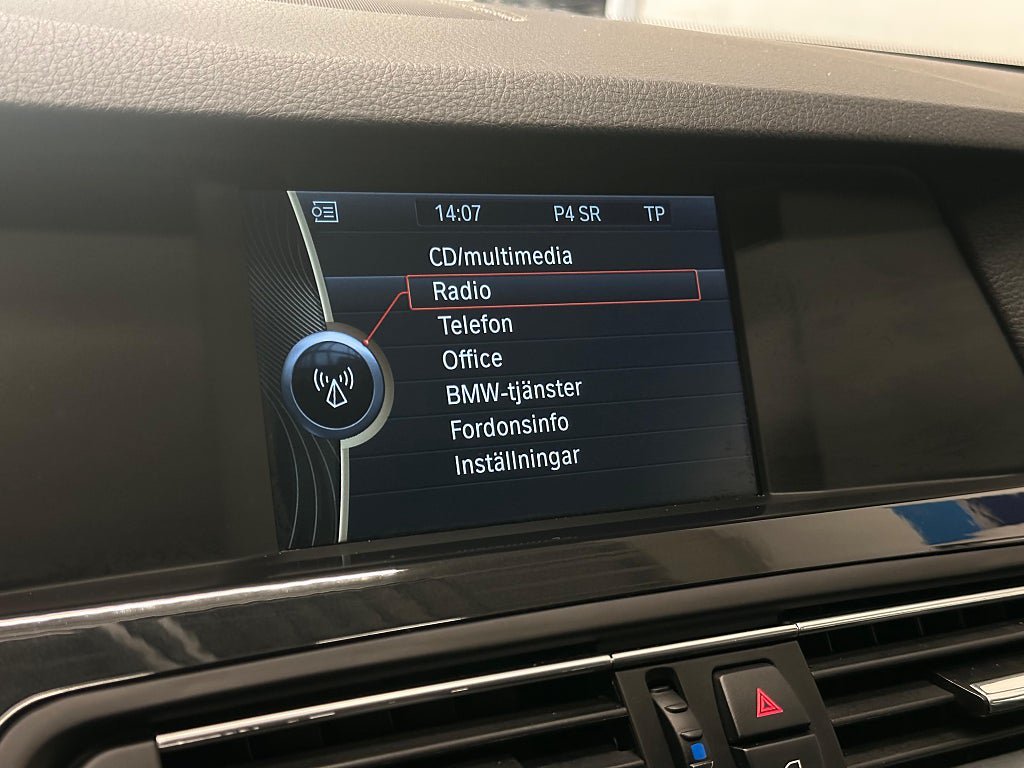 14:07 P4 SR TP
CD/multimedia
Radio
Telefon
Office
BMW-tjänster
Fordonsinfo
Inställningar